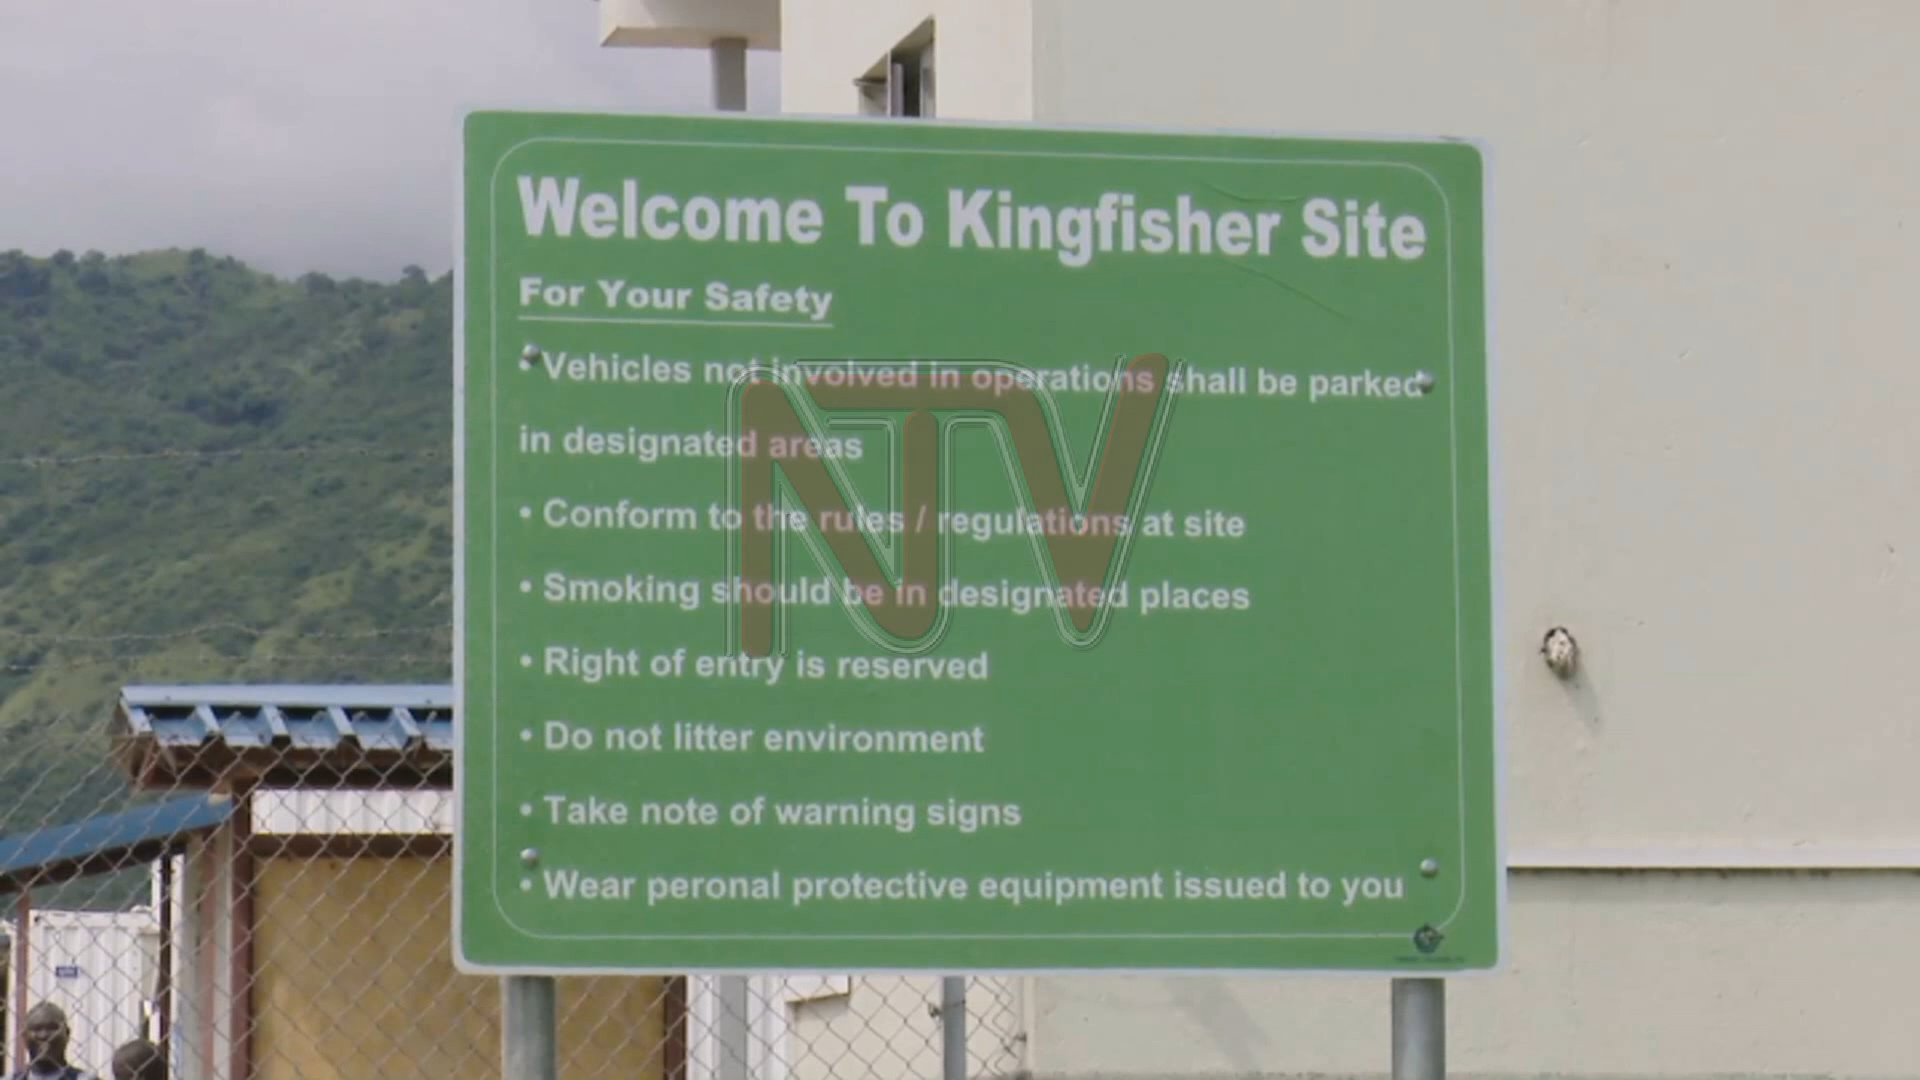 Welcome To Kingfisher Site
For Your Safety
• Vehicles not involved in operations shall be parked
in designated areas
• Conform to the rules / regulations at site
• Smoking should be in designated places
• Right of entry is reserved
• Do not litter environment
• Take note of warning signs
• Wear peronal protective equipment issued to you
NTV